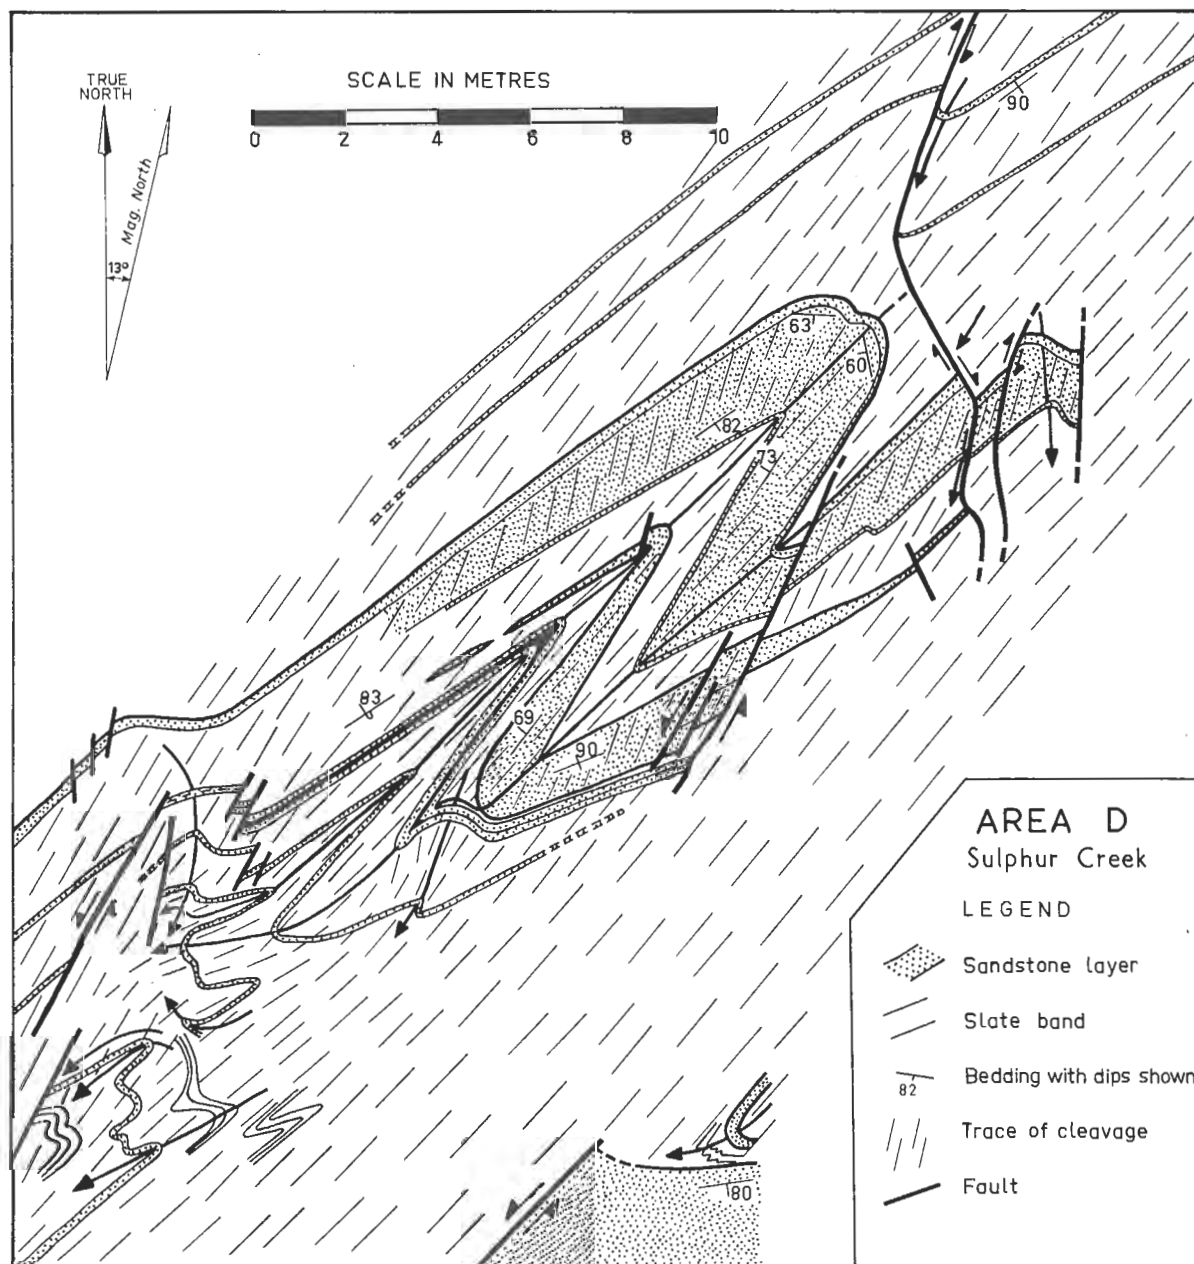 TRUE
NORTH
Mag. North
13°
SCALE IN METRES
0 2 4 6 8 10
90
63
60
82
73
83
69
90
80
AREA D
Sulphur Creek
LEGEND
Sandstone layer
Slate band
82 Bedding with dips shown
Trace of cleavage
Fault